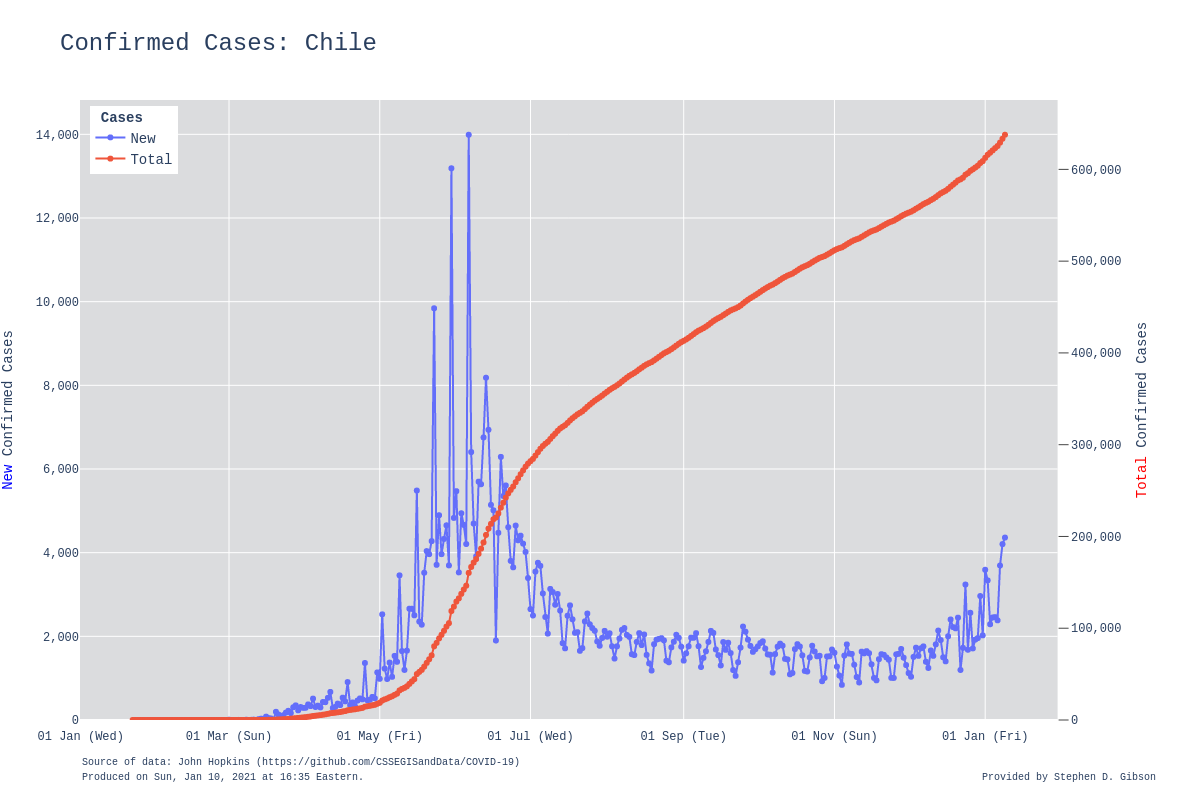 Confirmed Cases: Chile
Cases
New
Total
14,000
12,000
10,000
8,000
6,000
4,000
2,000
0
New Confirmed Cases
600,000
500,000
400,000
300,000
200,000
100,000
0
Total Confirmed Cases
01 Jan (Wed) 01 Mar (Sun) 01 May (Fri) 01 Jul (Wed) 01 Sep (Tue) 01 Nov (Sun) 01 Jan (Fri)
Source of data: John Hopkins (https://github.com/CSSEGISandData/COVID-19)
Produced on Sun, Jan 10, 2021 at 16:35 Eastern.
Provided by Stephen D. Gibson